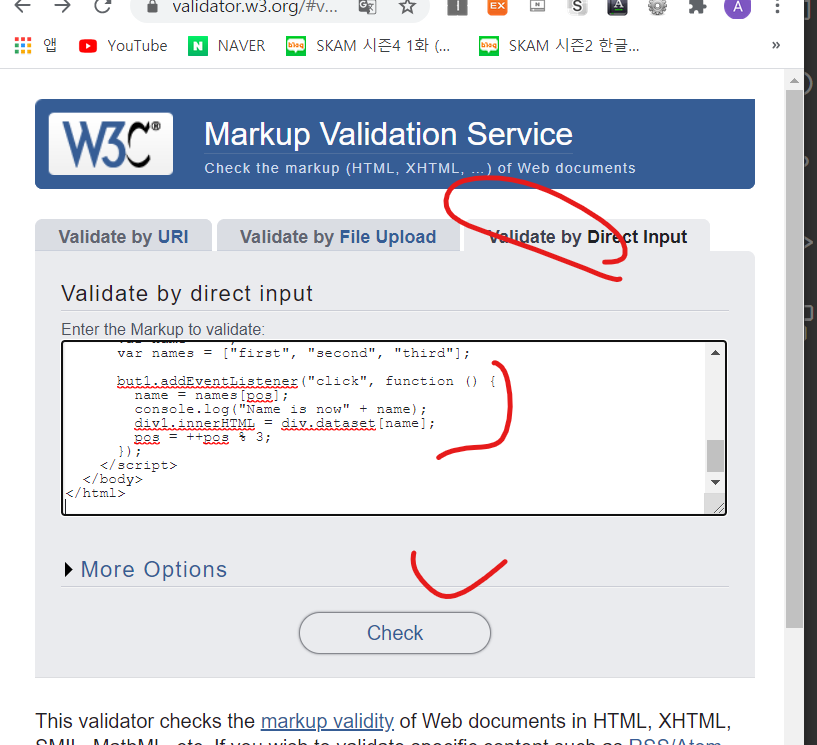 validator.w3.org/#v...
EX
S
A
A
앱
YouTube
N
NAVER
blog
SKAM 시즌4 1화 (...
blog
SKAM 시즌2 한글...
»
W3C®
Markup Validation Service
Check the markup (HTML, XHTML, ...) of Web documents
Validate by URI
Validate by File Upload
Validate by Direct Input
Validate by direct input
Enter the Markup to validate:
var names = ["first", "second", "third"];
but1.addEventListener("click", function () {
name = names[pos];
console.log("Name is now" + name);
div1.innerHTML = div.dataset[name];
pos = ++pos % 3;
});
</script>
</body>
</html>
More Options
Check
This validator checks the markup validity of Web documents in HTML, XHTML,
SMIL, MathML, etc. If you wish to validate specific content such as RSS/Atom